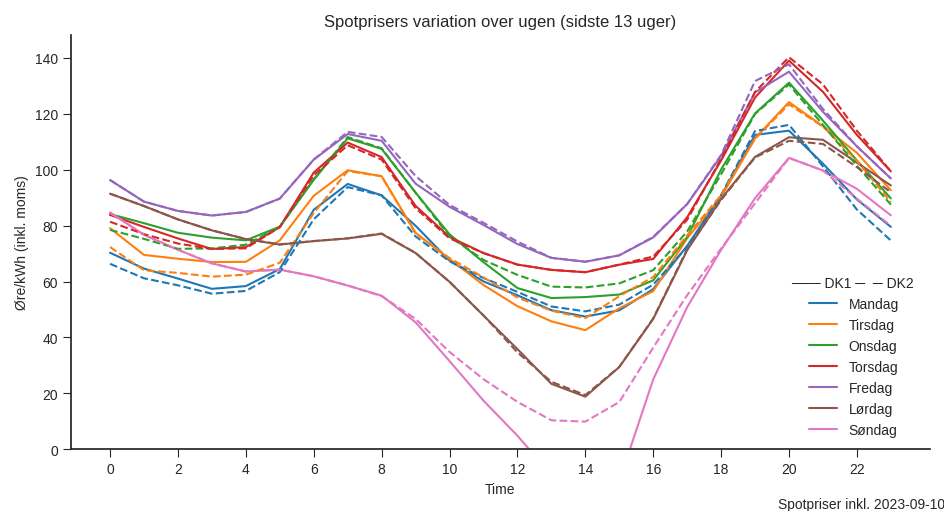 Spotprisers variation over ugen (sidste 13 uger)
Øre/kWh (inkl. moms)
140
120
100
80
60
40
20
0
0 2 4 6 8 10 12 14 16 18 20 22
Time
DK1 DK2
Mandag
Tirsdag
Onsdag
Torsdag
Fredag
Lørdag
Søndag
Spotpriser inkl. 2023-09-10